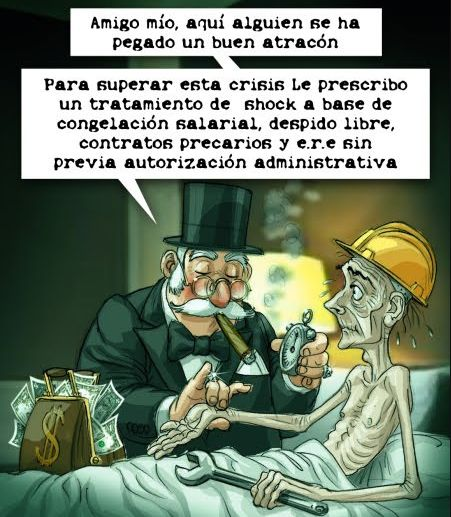 Amigo mío, aquí alguien se ha
pegado un buen atracón
Para superar esta crisis Le prescribo
un tratamiento de shock a base de
congelación salarial, despido libre,
contratos precarios y e.r.e sin
previa autorización administrativa
$